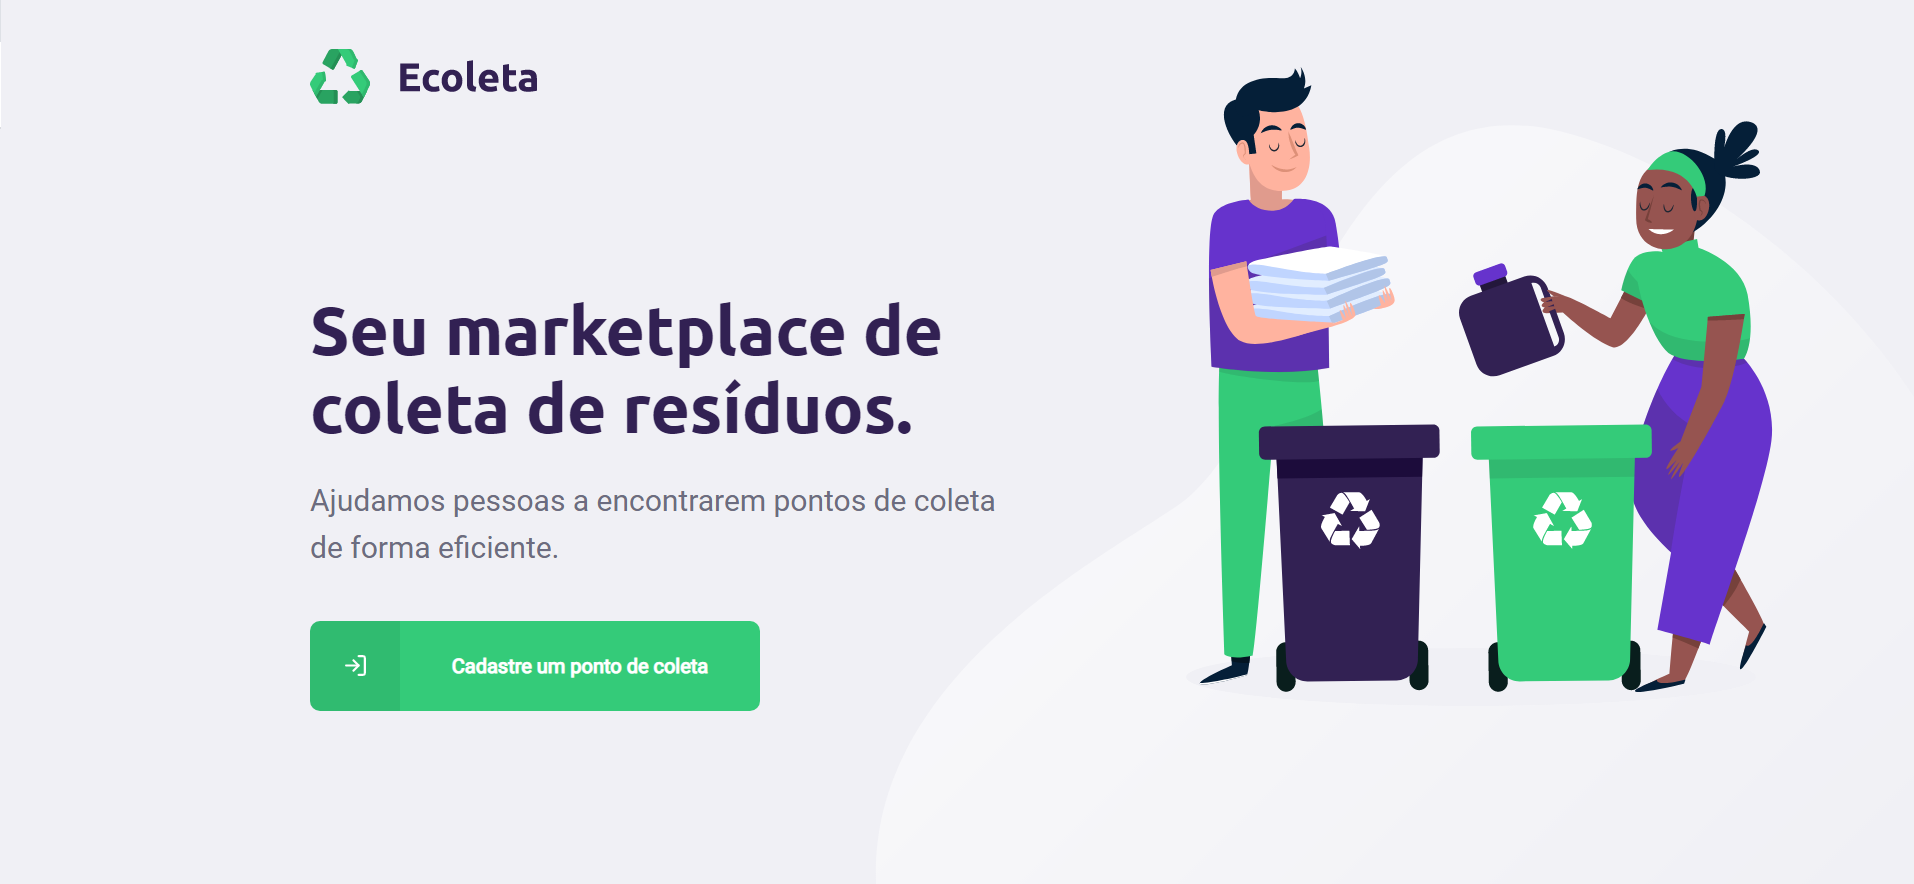 Ecoleta
Seu marketplace de
coleta de resíduos.
Ajudamos pessoas a encontrarem pontos de coleta
de forma eficiente.
Cadastre um ponto de coleta